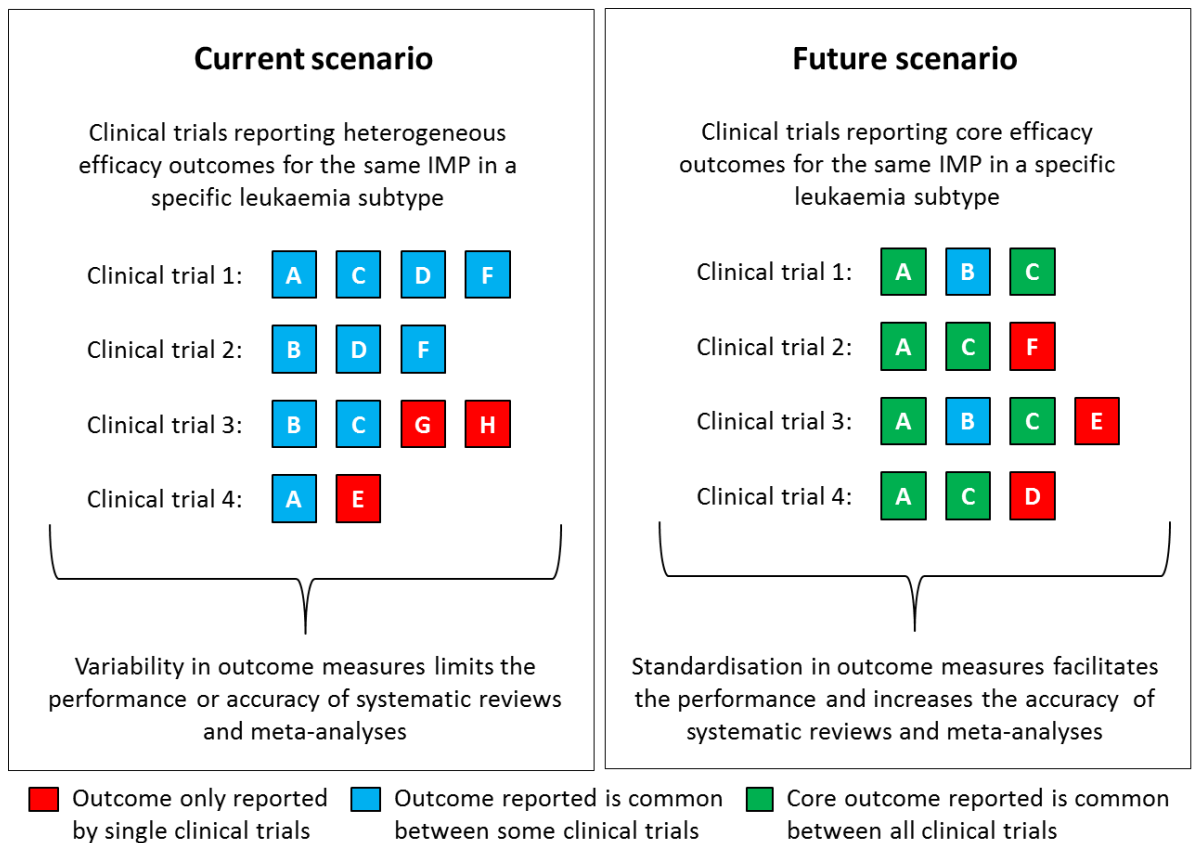 Current scenario
Clinical trials reporting heterogeneous
efficacy outcomes for the same IMP in a
specific leukaemia subtype
Clinical trial 1: A C D F
Clinical trial 2: B D F
Clinical trial 3: B C G H
Clinical trial 4: A E
Variability in outcome measures limits the
performance or accuracy of systematic reviews
and meta-analyses
Future scenario
Clinical trials reporting core efficacy
outcomes for the same IMP in a specific
leukaemia subtype
Clinical trial 1: A B C
Clinical trial 2: A C F
Clinical trial 3: A B C E
Clinical trial 4: A C D
Standardisation in outcome measures facilitates
the performance and increases the accuracy of
systematic reviews and meta-analyses
Outcome only reported
by single clinical trials
Outcome reported is common
between some clinical trials
Core outcome reported is common
between all clinical trials